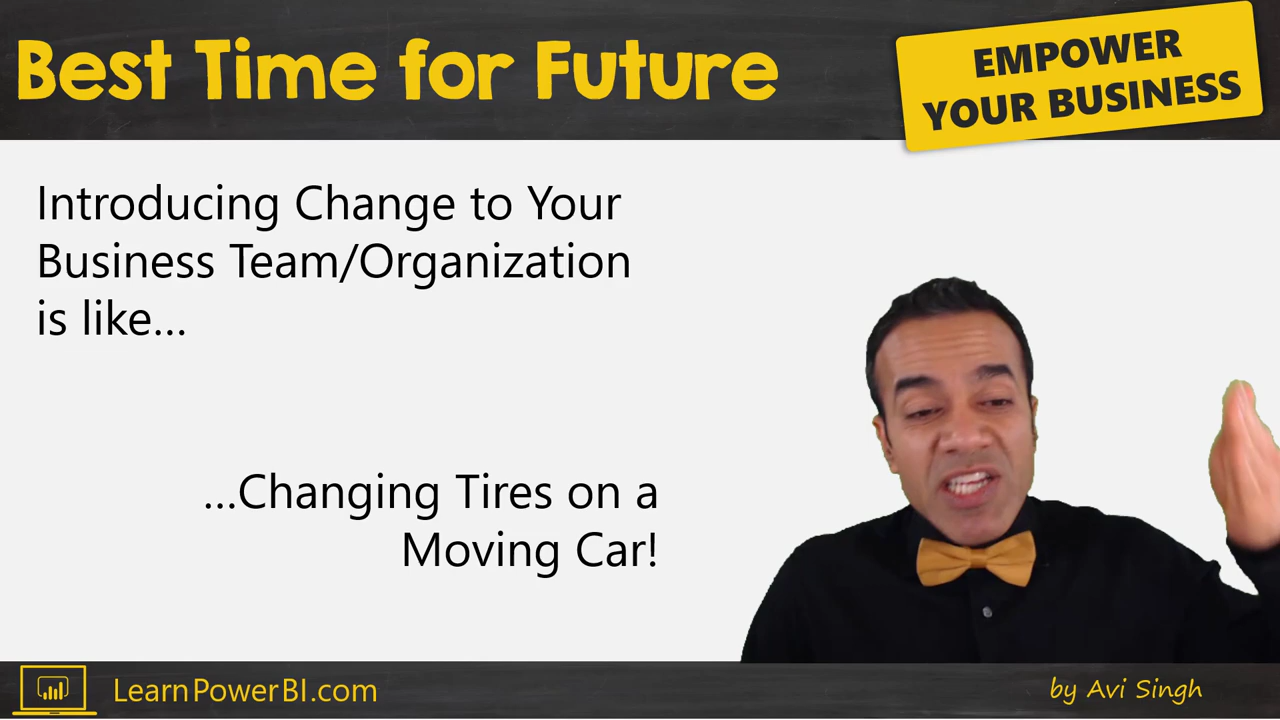 Best Time for Future
EMPOWER
YOUR BUSINESS
Introducing Change to Your
Business Team/Organization
is like…
…Changing Tires on a
Moving Car!
LearnPowerBI.com
by Avi Singh